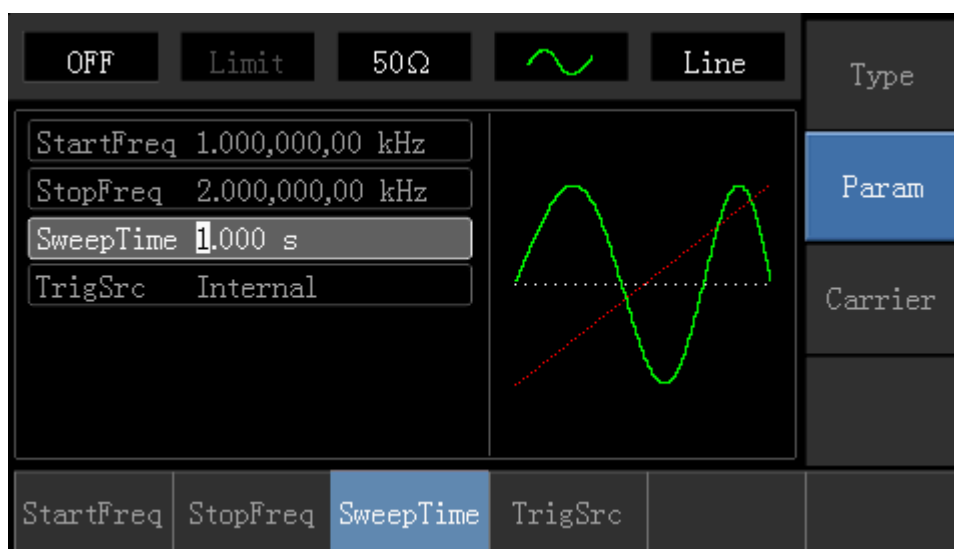 OFF Limit 50Ω Line
Type
StartFreq 1.000,000,00 kHz
StopFreq 2.000,000,00 kHz
Param
SweepTime 1.000 s
TrigSrc Internal
Carrier
StartFreq StopFreq SweepTime TrigSrc